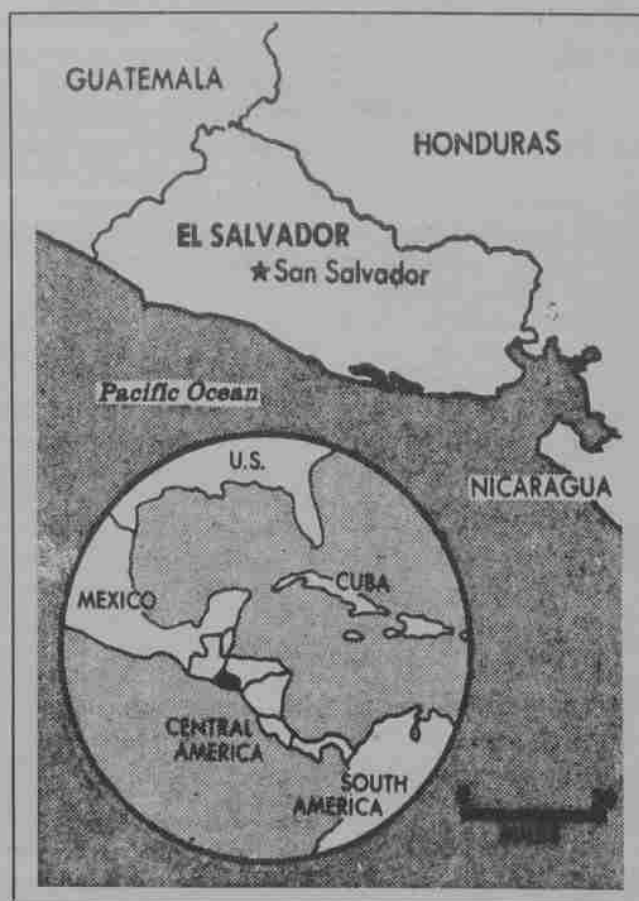 GUATEMALA
HONDURAS
EL SALVADOR
San Salvador
Pacific Ocean
NICARAGUA
U.S.
CUBA
MEXICO
CENTRAL
AMERICA
SOUTH
AMERICA